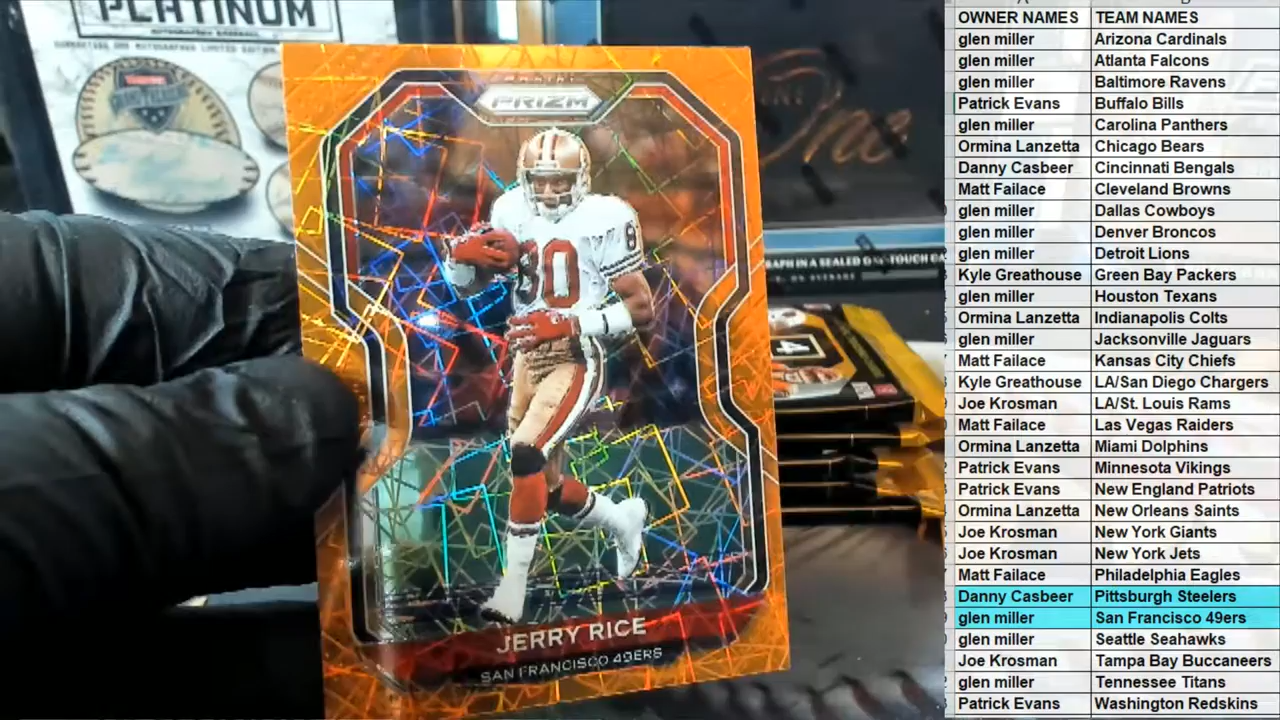 PLATINUM
PANINI
PRIZM
80
8
JERRY RICE
SAN FRANCISCO 49ERS
One
4
OWNER NAMES TEAM NAMES
glen miller Arizona Cardinals
glen miller Atlanta Falcons
glen miller Baltimore Ravens
Patrick Evans Buffalo Bills
glen miller Carolina Panthers
Ormina Lanzetta Chicago Bears
Danny Casbeer Cincinnati Bengals
Matt Failace Cleveland Browns
glen miller Dallas Cowboys
glen miller Denver Broncos
glen miller Detroit Lions
Kyle Greathouse Green Bay Packers
glen miller Houston Texans
Ormina Lanzetta Indianapolis Colts
glen miller Jacksonville Jaguars
Matt Failace Kansas City Chiefs
Kyle Greathouse LA/San Diego Chargers
Joe Krosman LA/St. Louis Rams
Matt Failace Las Vegas Raiders
Ormina Lanzetta Miami Dolphins
Patrick Evans Minnesota Vikings
Patrick Evans New England Patriots
Ormina Lanzetta New Orleans Saints
Joe Krosman New York Giants
Joe Krosman New York Jets
Matt Failace Philadelphia Eagles
Danny Casbeer Pittsburgh Steelers
glen miller San Francisco 49ers
glen miller Seattle Seahawks
Joe Krosman Tampa Bay Buccaneers
glen miller Tennessee Titans
Patrick Evans Washington Redskins